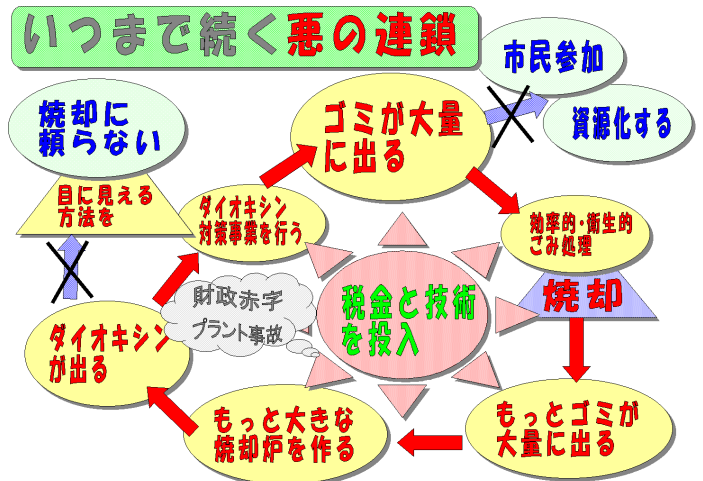 いつまで続く悪の連鎖
市民参加
資源化する
焼却に
頼らない
目に見える
方法を
ゴミが大量
に出る
ダイオキシン
対策事業を行う
効率的・衛生的
ごみ処理
焼却
財政赤字
プラント事故
税金と技術
を投入
ダイオキシン
が出る
もっと大きな
焼却炉を作る
もっとゴミが
大量に出る